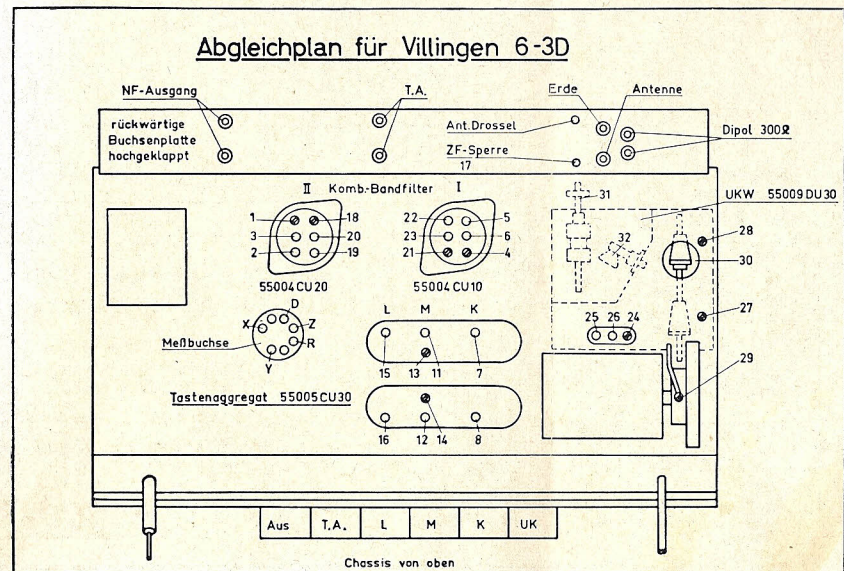 Abgleichplan für Villingen 6-3D
NF-Ausgang
T.A.
Erde
Antenne
rückwärtige
Buchsenplatte
hochgeklappt
Ant.Drossel
ZF-Sperre
17
Dipol 300Ω
II Komb.-Bandfilter I
31
UKW 55009 DU30
1 18
3 20
2 19
22 5
23 6
21 4
32
28
30
55004 CU20
55004 CU10
27
D
X Z
Meßbuchse
R
Y
L M K
25 26 24
15 13 11 7
29
Tastenaggregat 55005 CU30
16 12 14 8
Aus T.A. L M K UK
Chassis von oben